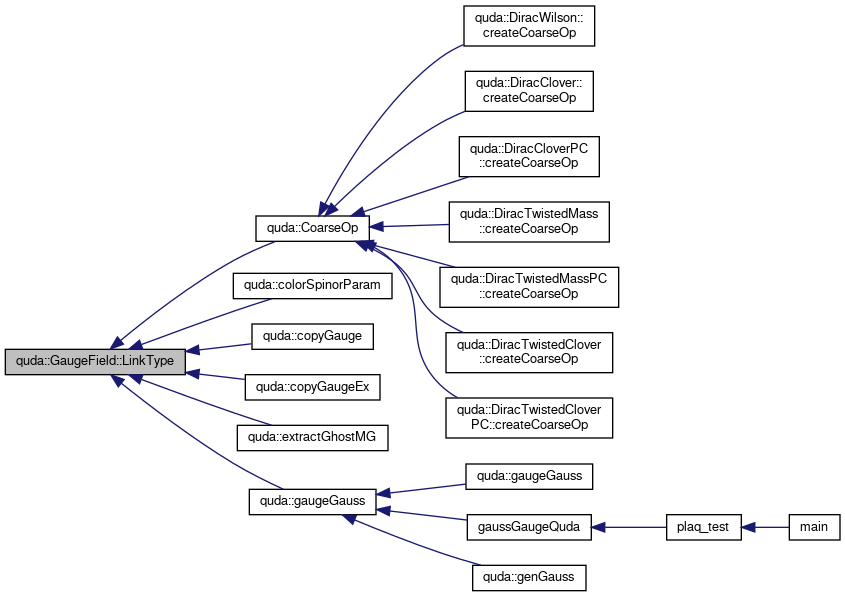 quda::DiracWilson::
createCoarseOp
quda::DiracClover::
createCoarseOp
quda::DiracCloverPC
::createCoarseOp
quda::CoarseOp
quda::DiracTwistedMass
::createCoarseOp
quda::DiracTwistedMassPC
::createCoarseOp
quda::colorSpinorParam
quda::copyGauge
quda::DiracTwistedClover
::createCoarseOp
quda::GaugeField::LinkType
quda::copyGaugeEx
quda::DiracTwistedClover
PC::createCoarseOp
quda::extractGhostMG
quda::gaugeGauss
quda::gaugeGauss
gaussGaugeQuda
plaq_test
main
quda::genGauss